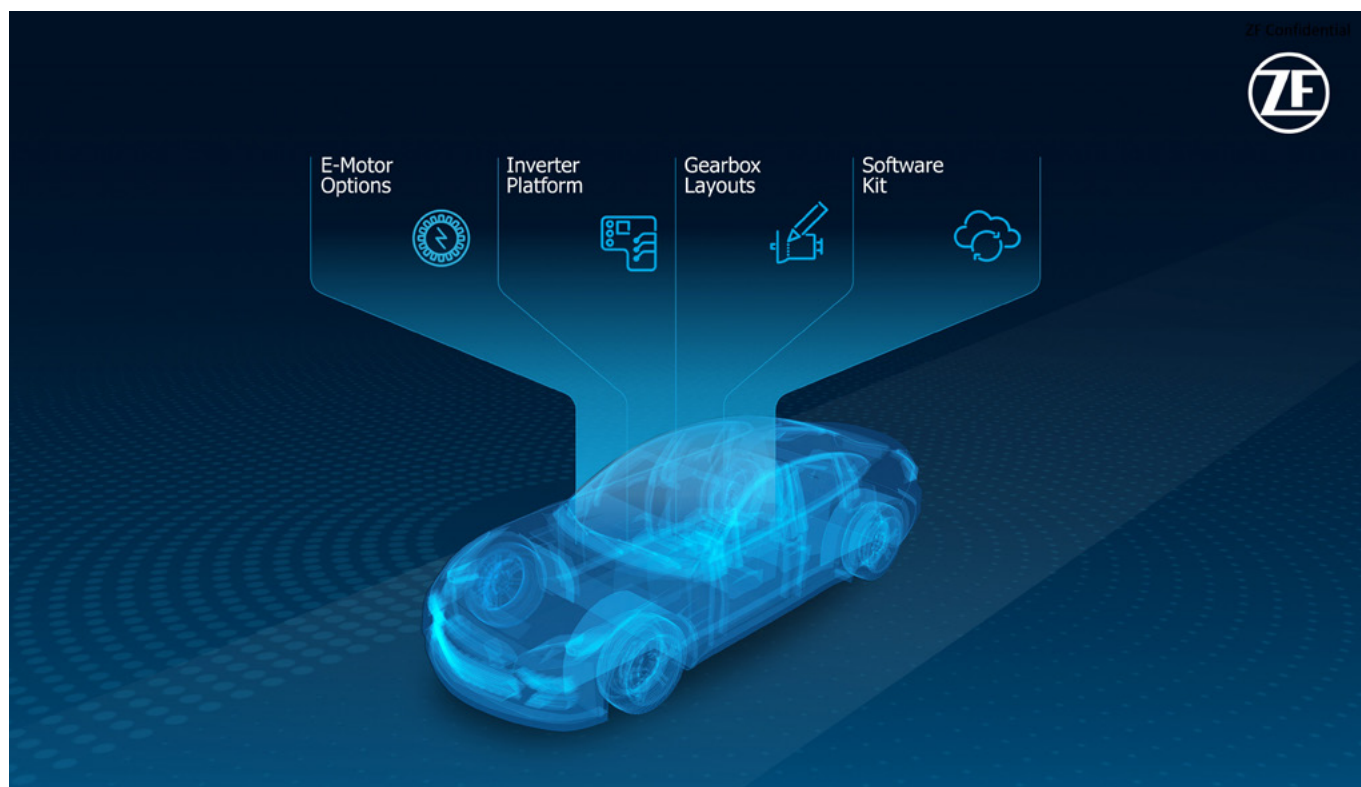 ZF Confidential
ZF
E-Motor
Options
Inverter
Platform
Gearbox
Layouts
Software
Kit